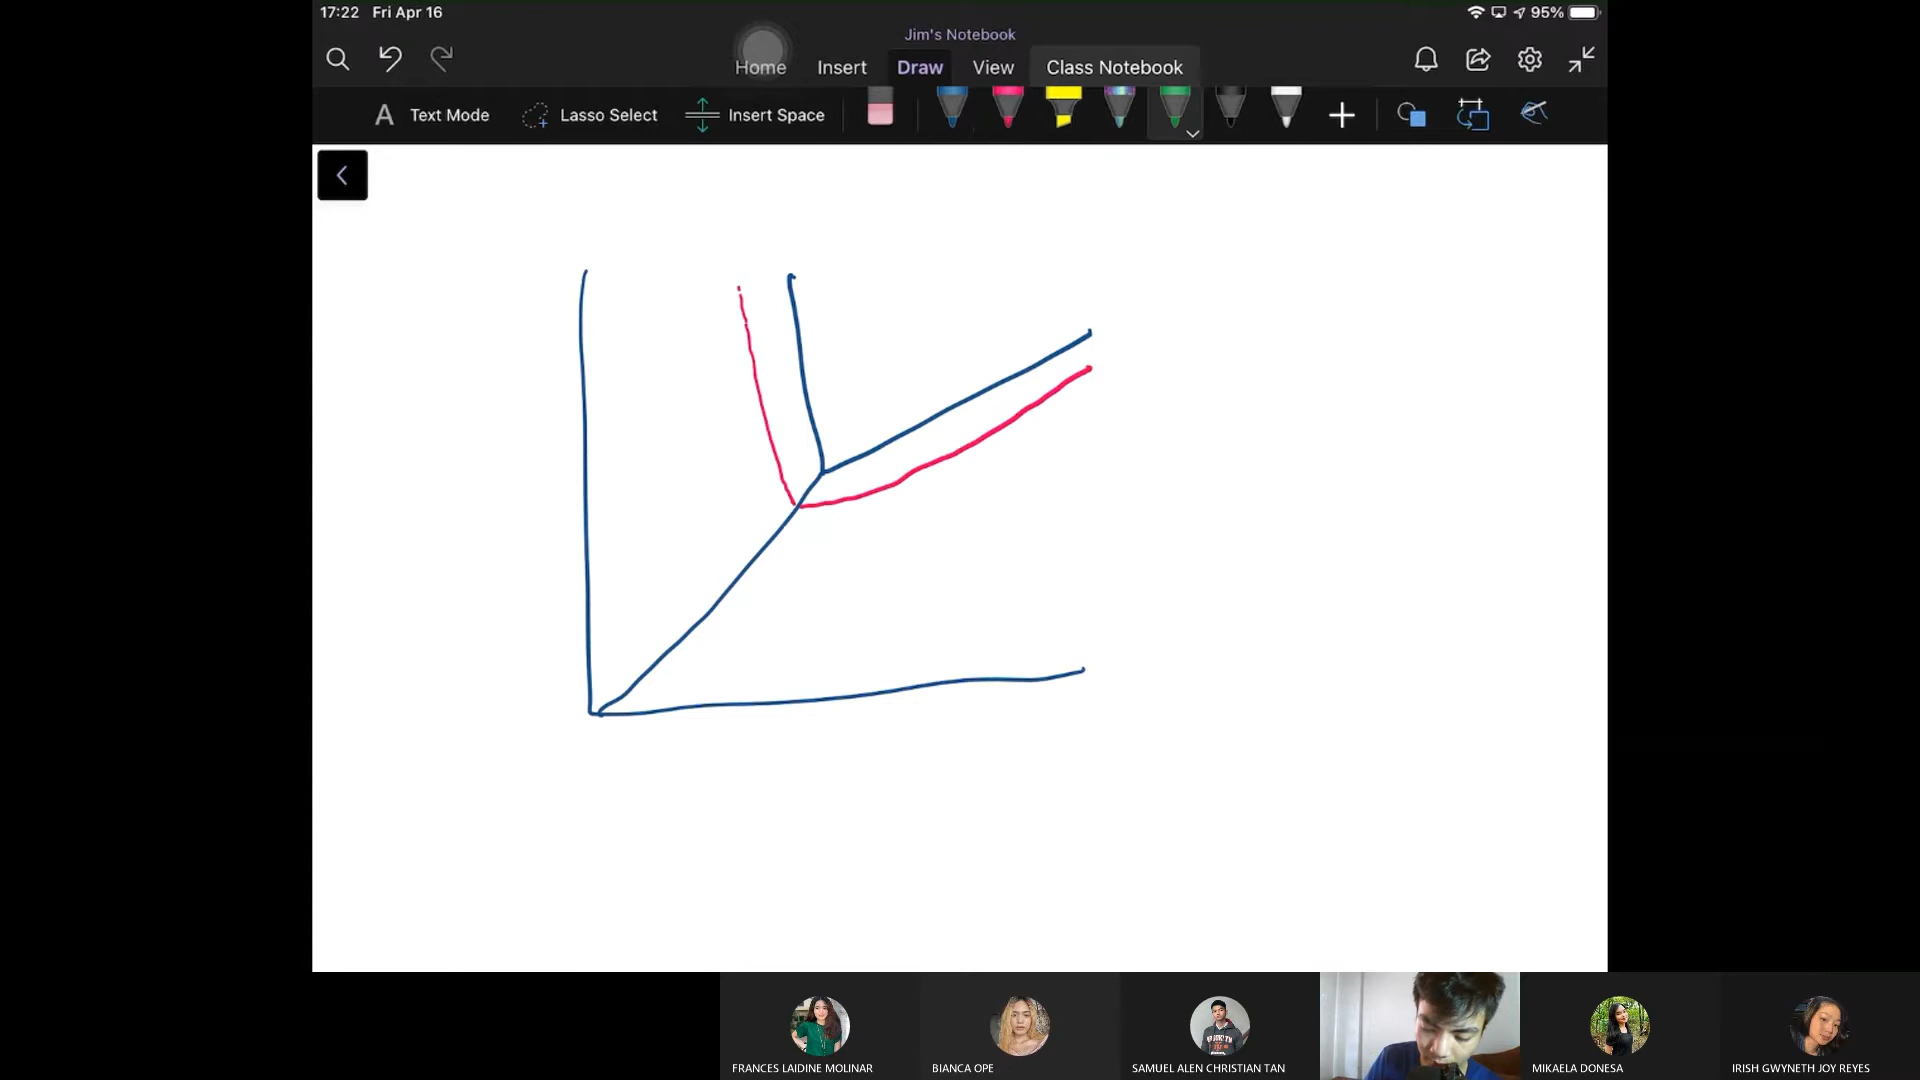 17:22 Fri Apr 16 95%
Jim's Notebook
Home Insert Draw View Class Notebook
A Text Mode Lasso Select Insert Space
FRANCES LAIDINE MOLINAR BIANCA OPE SAMUEL ALEN CHRISTIAN TAN MIKAELA DONESA IRISH GWYNETH JOY REYES